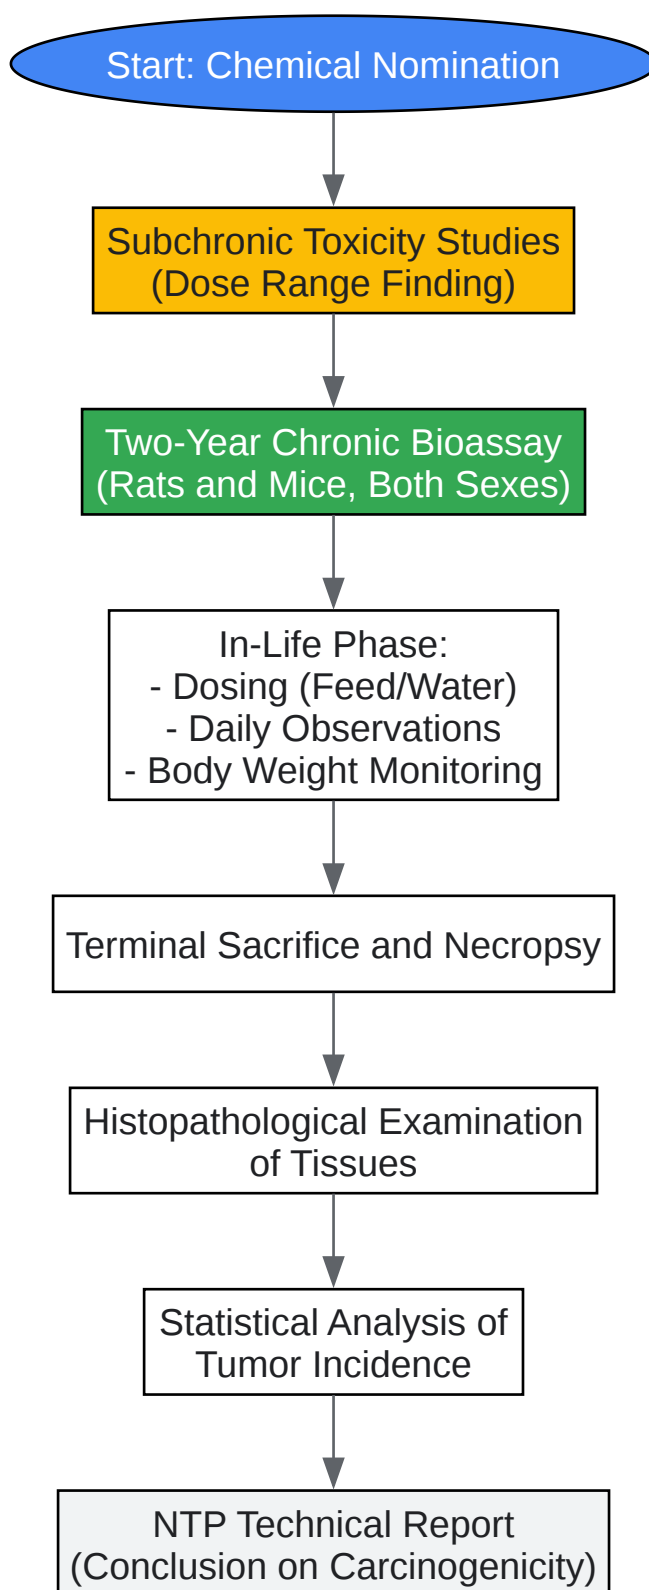 Start: Chemical Nomination
Subchronic Toxicity Studies
(Dose Range Finding)
Two-Year Chronic Bioassay
(Rats and Mice, Both Sexes)
In-Life Phase:
- Dosing (Feed/Water)
- Daily Observations
- Body Weight Monitoring
Terminal Sacrifice and Necropsy
Histopathological Examination
of Tissues
Statistical Analysis of
Tumor Incidence
NTP Technical Report
(Conclusion on Carcinogenicity)